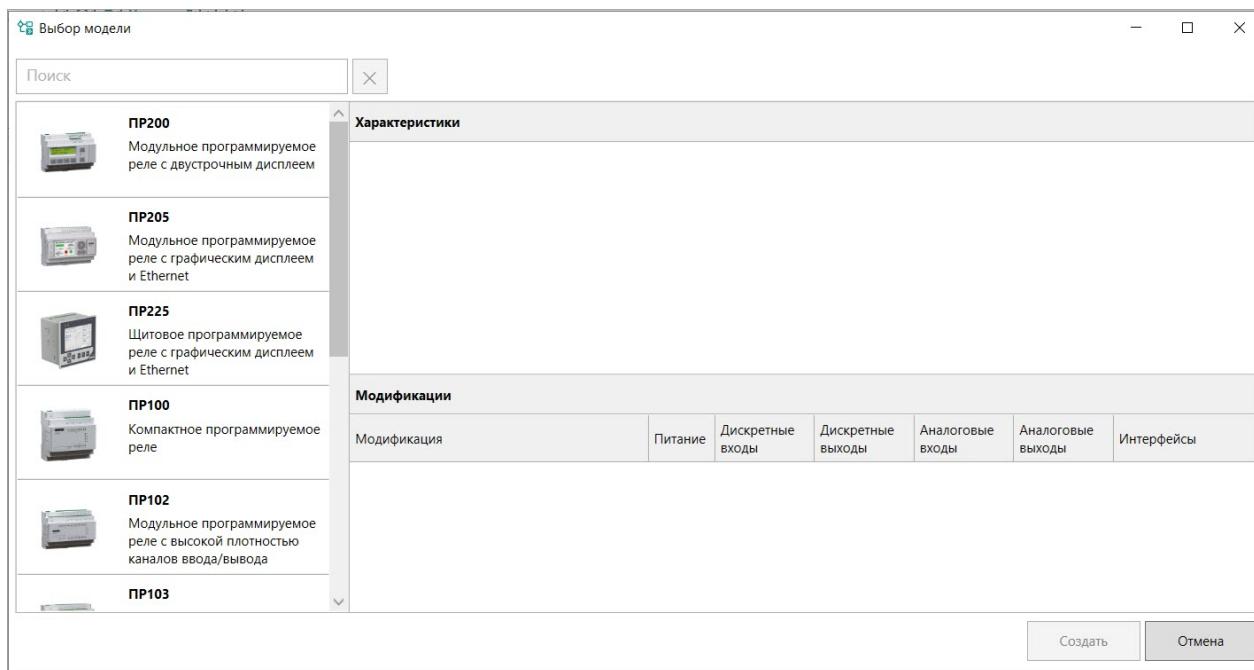 Выбор модели
Поиск
ПР200
Модульное программируемое
реле с двустрочным дисплеем
ПР205
Модульное программируемое
реле с графическим дисплеем
и Ethernet
ПР225
Щитовое программируемое
реле с графическим дисплеем
и Ethernet
ПР100
Компактное программируемое
реле
ПР102
Модульное программируемое
реле с высокой плотностью
каналов ввода/вывода
ПР103
Характеристики
Модификации
Модификация
Питание
Дискретные
входы
Дискретные
выходы
Аналоговые
входы
Аналоговые
выходы
Интерфейсы
Создать
Отмена